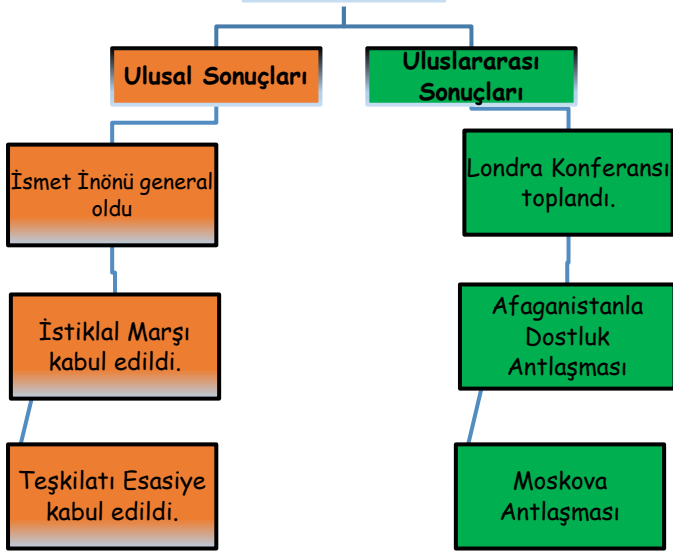 Ulusal Sonuçları
İsmet İnönü general
oldu
İstiklal Marşı
kabul edildi.
Teşkilatı Esasiye
kabul edildi.
Uluslararası
Sonuçları
Londra Konferansı
toplandı.
Afaganistanla
Dostluk
Antlaşması
Moskova
Antlaşması